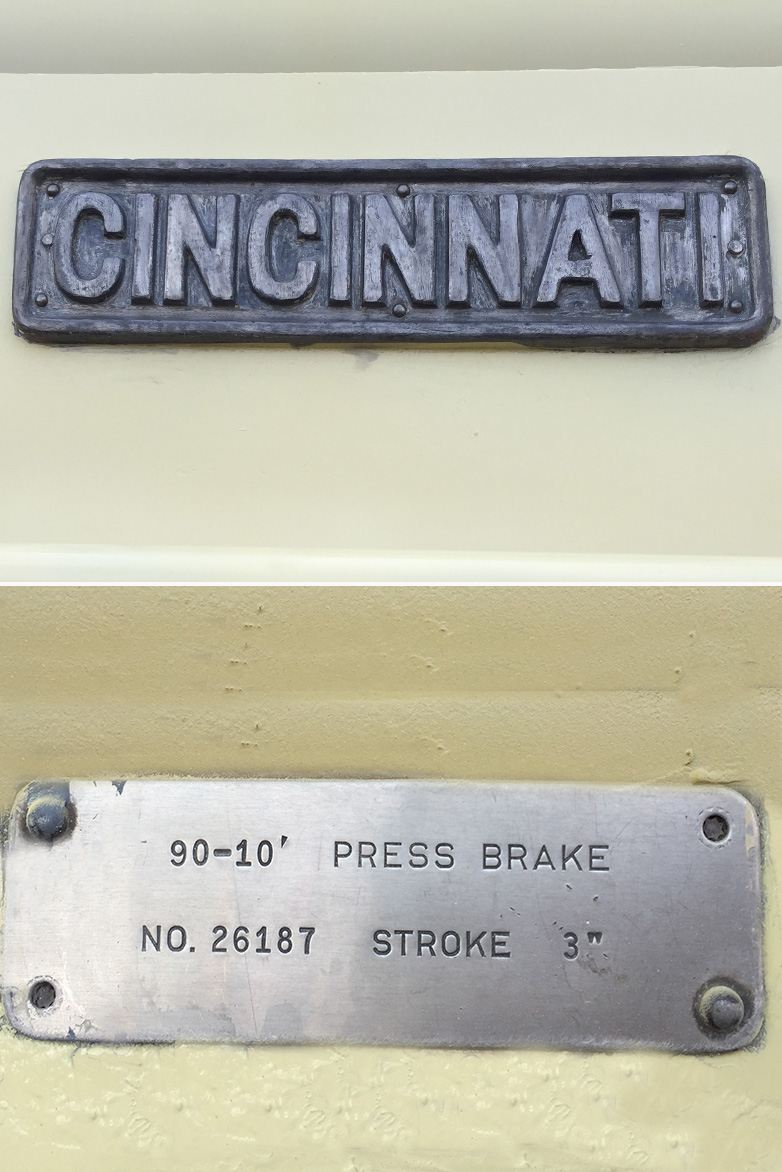 CINCINNATI
90-10' PRESS BRAKE
NO. 26187 STROKE 3"